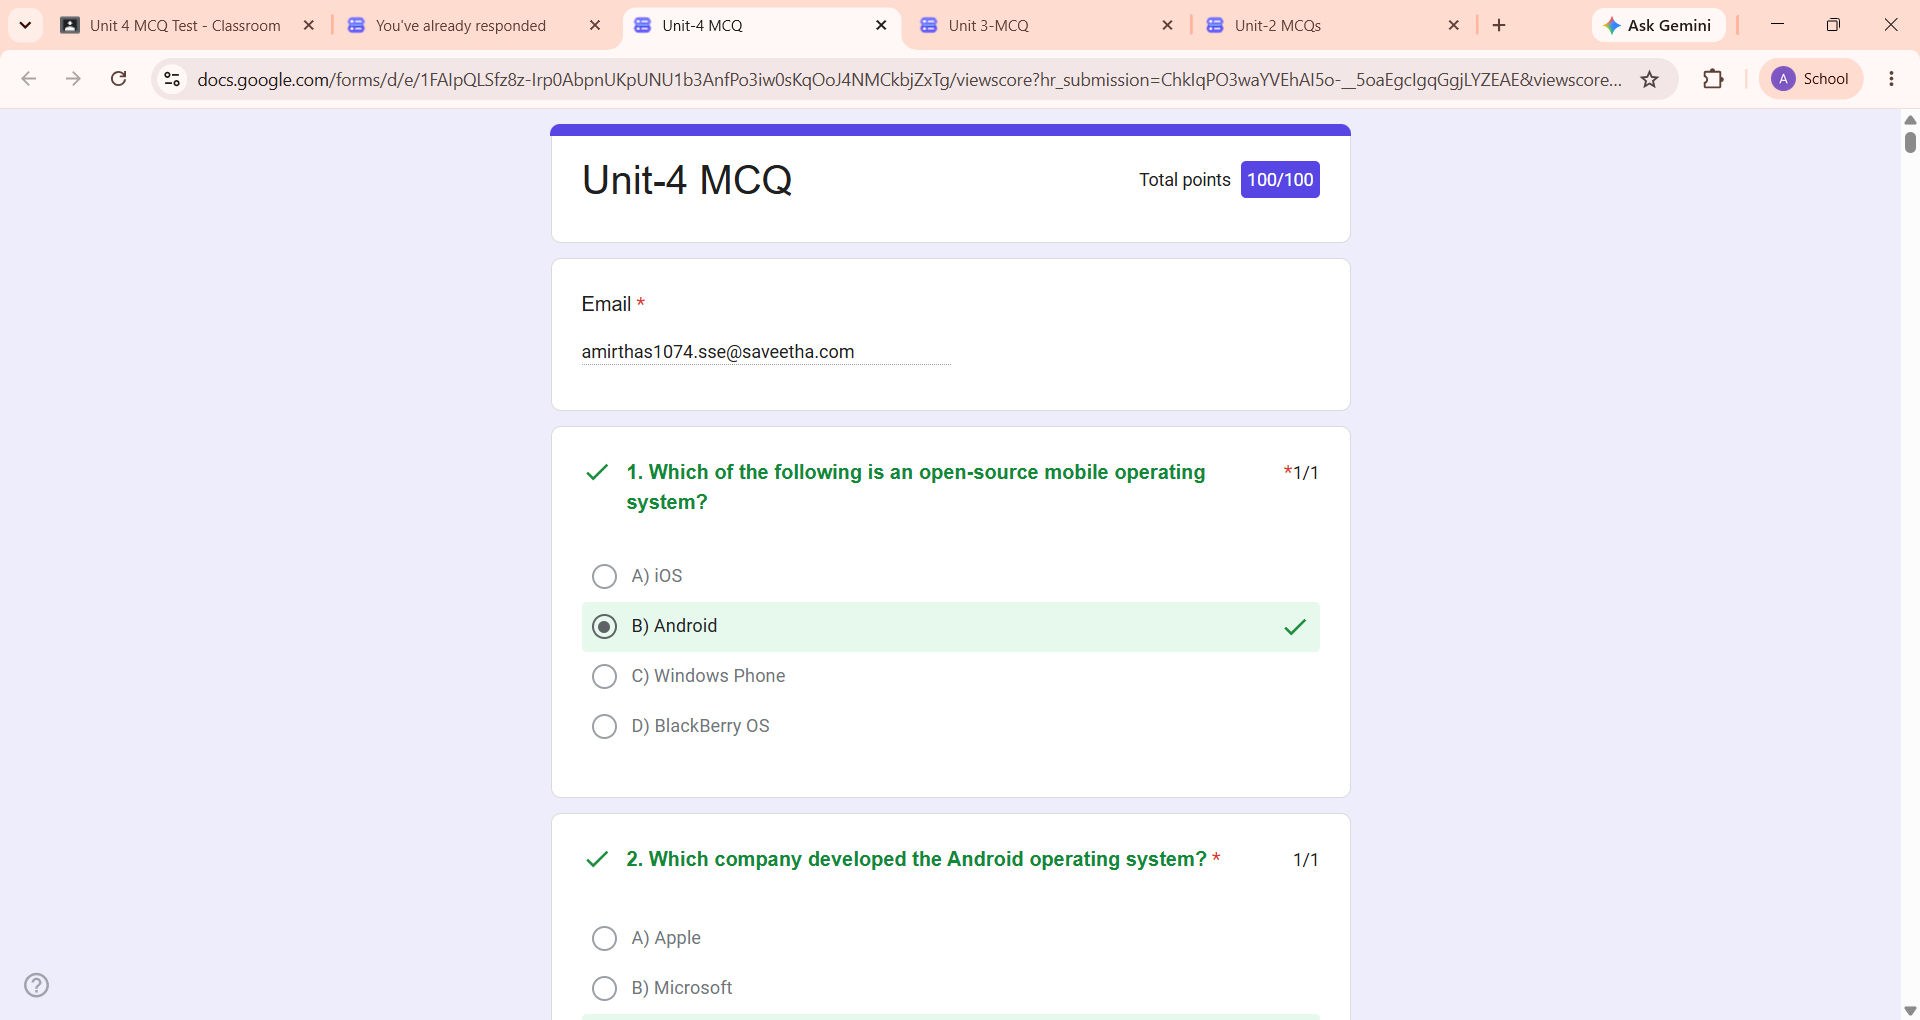 Unit 4 MCQ Test - Classroom
You've already responded
Unit-4 MCQ
Unit 3-MCQ
Unit-2 MCQs
Ask Gemini
docs.google.com/forms/d/e/1FAIpQLSfz8z-Irp0AbpnUKpUNU1b3AnfPo3iw0sKqOoJ4NMCkbjZxTg/viewscore?hr_submission=ChkIqPO3waYVEhAI5o-__5oaEgcIgqGgjLYZEAE&viewscore...
A School
Unit-4 MCQ
Total points 100/100
Email *
amirthas1074.sse@saveetha.com
1. Which of the following is an open-source mobile operating
system?
*1/1
A) iOS
B) Android
C) Windows Phone
D) BlackBerry OS
2. Which company developed the Android operating system? *
1/1
A) Apple
B) Microsoft